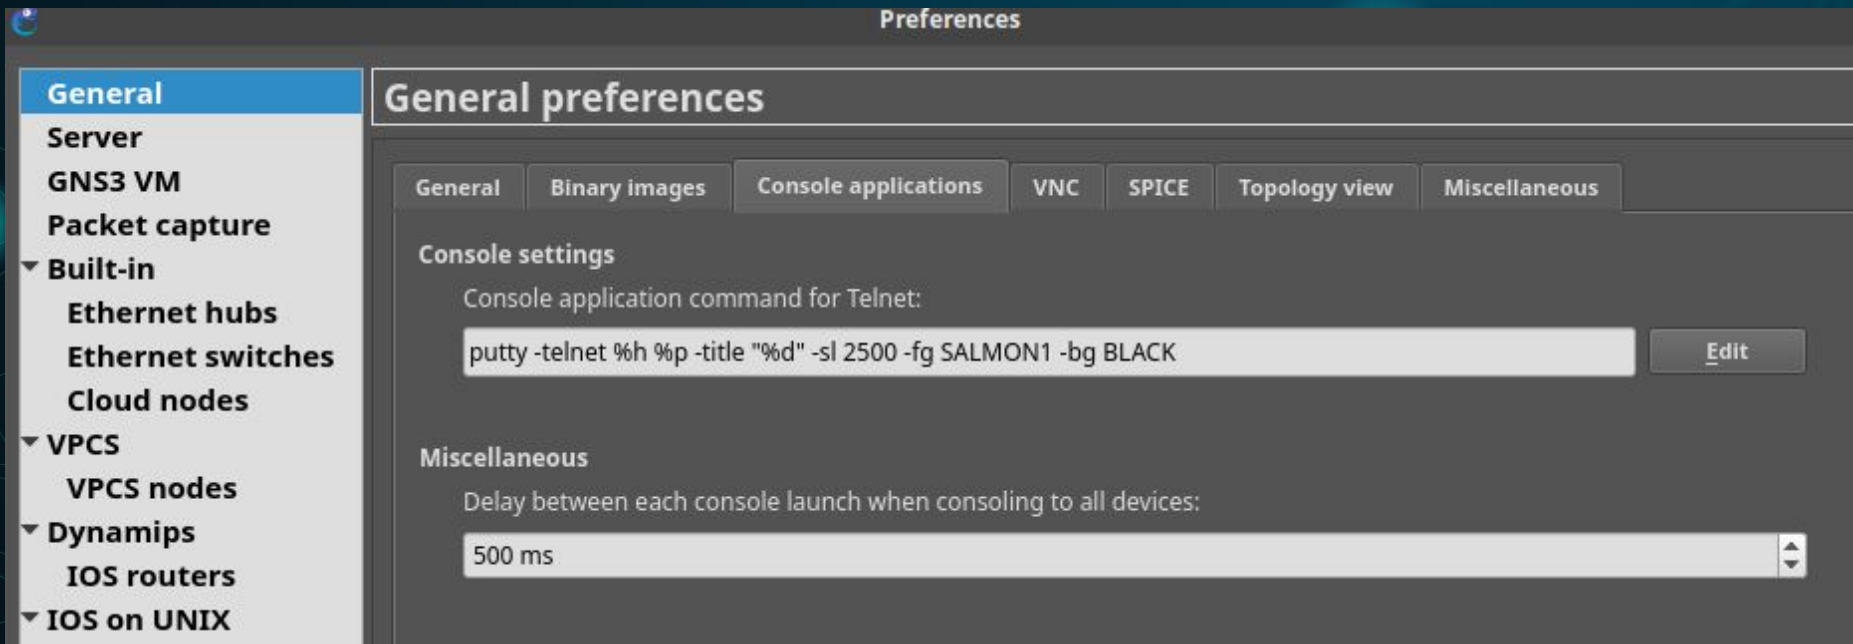 Preferences
General
Server
GNS3 VM
Packet capture
Built-in
Ethernet hubs
Ethernet switches
Cloud nodes
VPCS
VPCS nodes
Dynamips
IOS routers
IOS on UNIX
General preferences
General Binary images Console applications VNC SPICE Topology view Miscellaneous
Console settings
Console application command for Telnet:
putty -telnet %h %p -title "%d" -sl 2500 -fg SALMON1 -bg BLACK Edit
Miscellaneous
Delay between each console launch when consoling to all devices:
500 ms